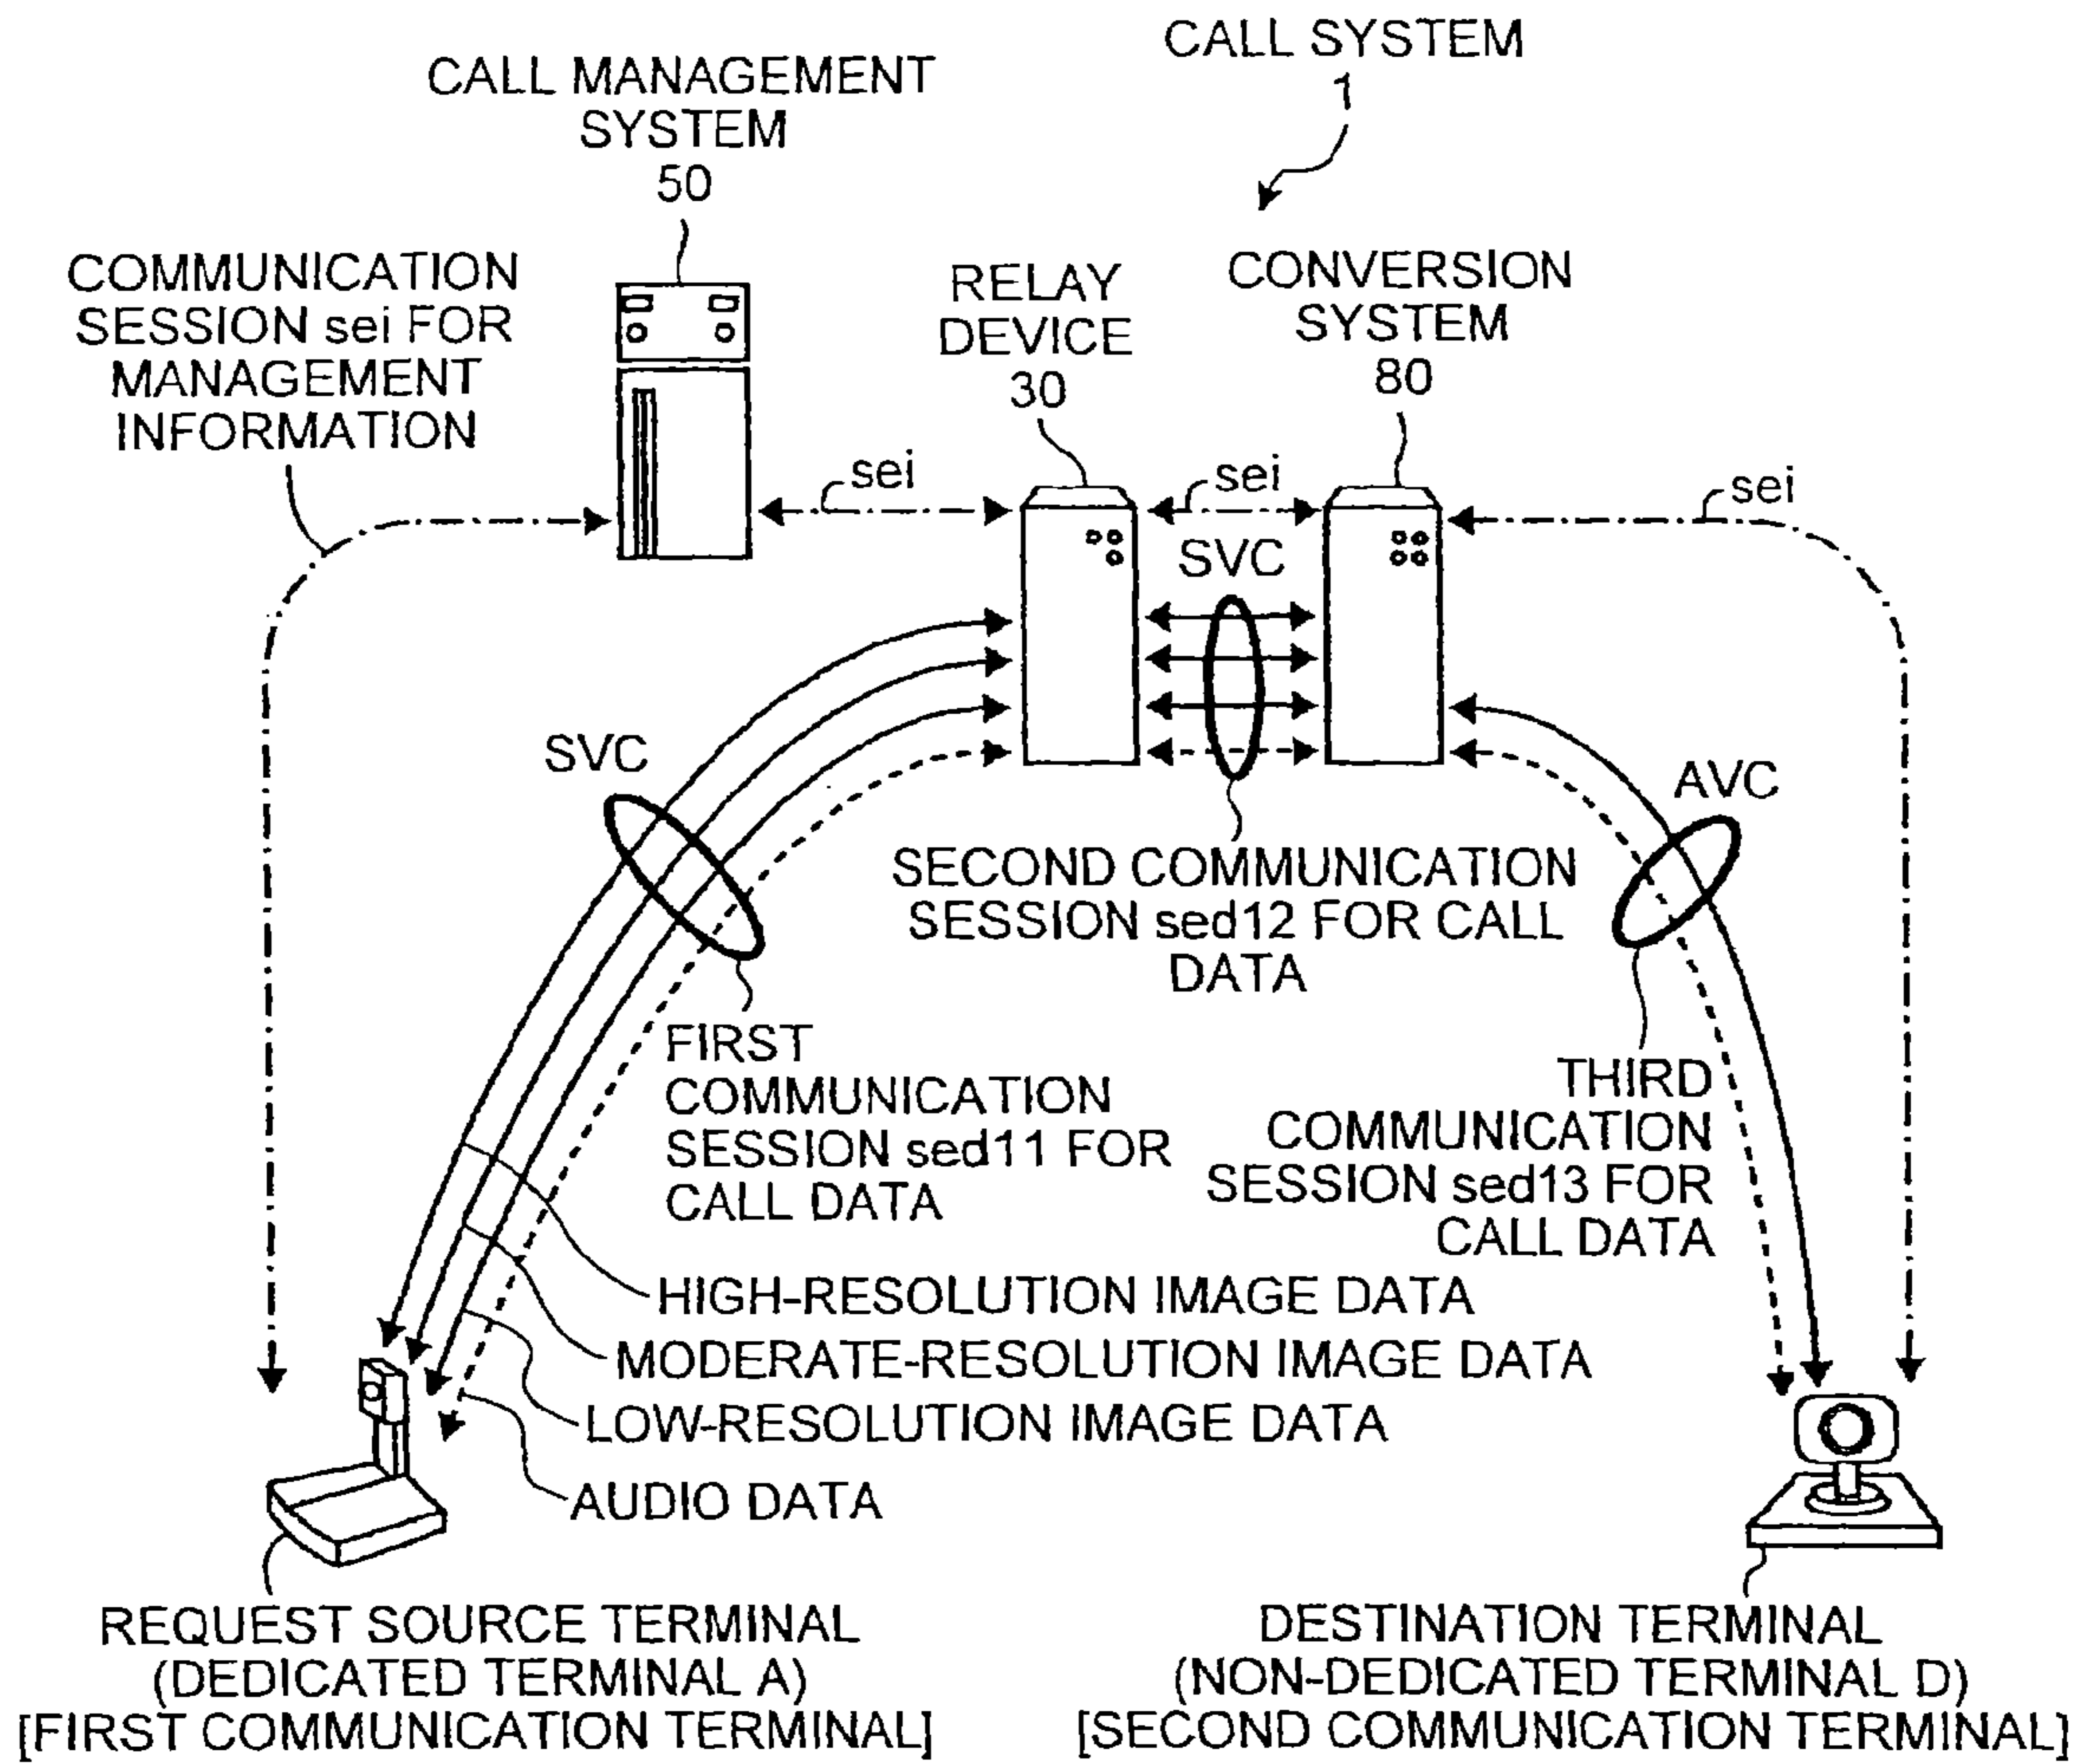 CALL SYSTEM
1
CALL MANAGEMENT
SYSTEM
50
COMMUNICATION
SESSION sei FOR
MANAGEMENT
INFORMATION
RELAY
DEVICE
30
CONVERSION
SYSTEM
80
sei
sei
sei
SVC
SVC
AVC
SECOND COMMUNICATION
SESSION sed12 FOR CALL
DATA
FIRST
COMMUNICATION
SESSION sed11 FOR
CALL DATA
THIRD
COMMUNICATION
SESSION sed13 FOR
CALL DATA
HIGH-RESOLUTION IMAGE DATA
MODERATE-RESOLUTION IMAGE DATA
LOW-RESOLUTION IMAGE DATA
AUDIO DATA
REQUEST SOURCE TERMINAL
(DEDICATED TERMINAL A)
[FIRST COMMUNICATION TERMINAL]
DESTINATION TERMINAL
(NON-DEDICATED TERMINAL D)
[SECOND COMMUNICATION TERMINAL]